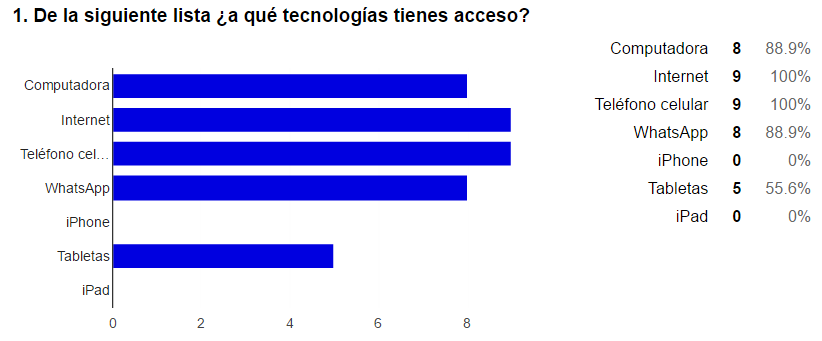 1. De la siguiente lista ¿a qué tecnologías tienes acceso?
Computadora
Internet
Teléfono cel...
WhatsApp
iPhone
Tabletas
iPad
0 2 4 6 8
Computadora 8 88.9%
Internet 9 100%
Teléfono celular 9 100%
WhatsApp 8 88.9%
iPhone 0 0%
Tabletas 5 55.6%
iPad 0 0%